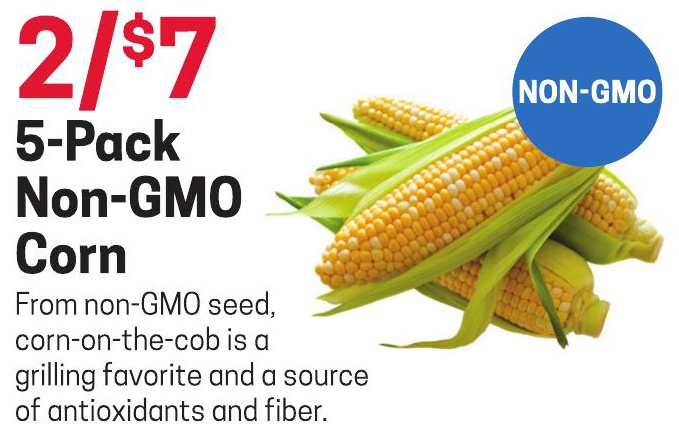 2/$7
NON-GMO
5-Pack
Non-GMO
Corn
From non-GMO seed,
corn-on-the-cob is a
grilling favorite and a source
of antioxidants and fiber.